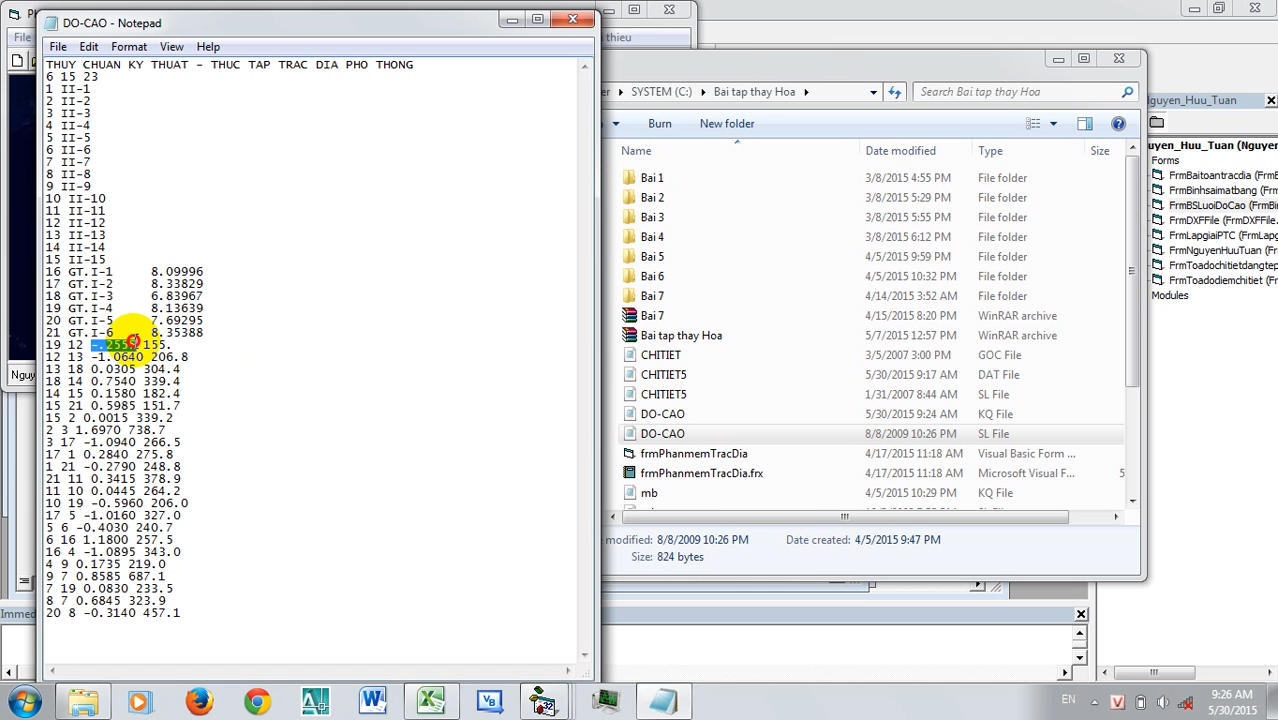 DO-CAO - Notepad
File Edit Format View Help
THUY CHUAN KY THUAT - THUC TAP TRAC DIA PHO THONG
6 15 23
1 II-1
2 II-2
3 II-3
4 II-4
5 II-5
6 II-6
7 II-7
8 II-8
9 II-9
10 II-10
11 II-11
12 II-12
13 II-13
14 II-14
15 II-15
16 GT.I-1 8.09996
17 GT.I-2 8.33829
18 GT.I-3 6.83967
19 GT.I-4 8.13639
20 GT.I-5 7.69295
21 GT.I-6 8.35388
19 12 155.
12 13 -1.0640 206.8
13 18 0.0305 304.4
18 14 0.7540 339.4
14 15 0.1580 182.4
15 21 0.5985 151.7
15 2 0.0015 339.2
2 3 1.6970 738.7
3 17 -1.0940 266.5
17 1 0.2840 275.8
1 21 -0.2790 248.8
21 11 0.3415 378.9
11 10 0.0445 264.2
10 19 -0.5960 206.0
17 5 -1.0160 327.0
5 6 -0.4030 240.7
6 16 1.1800 257.5
16 4 -1.0895 343.0
4 9 0.1735 219.0
9 7 0.8585 687.1
7 19 0.0830 233.5
8 7 0.6845 323.9
20 8 -0.3140 457.1
File
thieu
SYSTEM (C:) Bai tap thay Hoa
Search Bai tap thay Hoa
Burn New folder
Name Date modified Type Size
Bai 1 3/8/2015 4:55 PM File folder
Bai 2 3/8/2015 5:29 PM File folder
Bai 3 3/8/2015 5:55 PM File folder
Bai 4 3/8/2015 6:12 PM File folder
Bai 5 4/5/2015 9:59 PM File folder
Bai 6 4/5/2015 10:32 PM File folder
Bai 7 4/14/2015 3:52 AM File folder
Bai 7 4/5/2015 11:01 PM WinRAR archive
Bai tap thay Hoa 4/5/2015 11:18 PM WinRAR archive
CHITIET 3/5/2007 3:00 PM GOC File
CHITIET5 5/30/2015 9:17 AM DAT File
CHITIET5 1/31/2007 8:44 AM SL File
DO-CAO 5/30/2015 9:24 AM KQ File
DO-CAO 8/8/2009 10:26 PM SL File
frmPhanmemTracDia 4/17/2015 11:18 AM Visual Basic Form ...
frmPhanmemTracDia.frx 4/17/2015 11:18 AM Microsoft Visual F...
mb 4/5/2015 10:29 PM KQ File
modified: 8/8/2009 10:26 PM Date created: 4/5/2015 9:47 PM
Size: 824 bytes
guyen_Huu_Tuan
uyen_Huu_Tuan
Forms
FrmBaitoantracdia
FrmBinhsaimatbang
FrmBSLuoiDoCao
FrmDXFFile
FrmLapgiaiPTC
FrmNguyenHuuTuan
FrmToadochitietdangtep
FrmToadodiemchitiet
Modules
Immed
EN
9:26 AM
5/30/2015